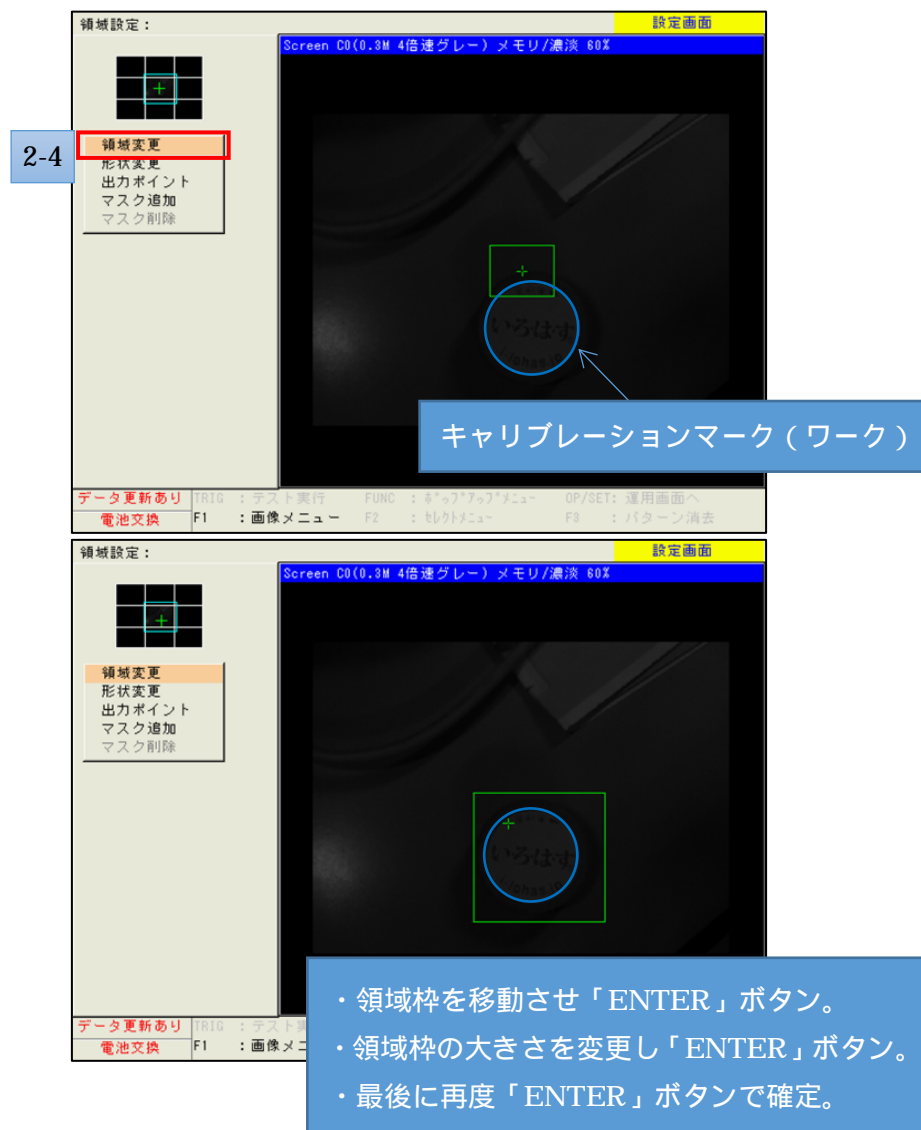 領域設定： 設定画面
Screen C0(0.3M 4倍速グレー) メモリ/濃淡 60%
2-4
領域変更
形状変更
出力ポイント
マスク追加
マスク削除
いろはす
キャリブレーションマーク（ワーク）
データ更新あり TRIG ：テスト実行 FUNC ：ﾎﾟｯﾌﾟｱｯﾌﾟﾒﾆｭｰ OP/SET：運用画面へ
電池交換 F1 ：画像メニュー F2 ：ｾﾚｸﾄﾒﾆｭｰ F3 ：パターン消去
領域設定： 設定画面
Screen C0(0.3M 4倍速グレー) メモリ/濃淡 60%
領域変更
形状変更
出力ポイント
マスク追加
マスク削除
いろはす
・領域枠を移動させ「ENTER」ボタン。
・領域枠の大きさを変更し「ENTER」ボタン。
・最後に再度「ENTER」ボタンで確定。
データ更新あり TRIG ：テスト
電池交換 F1 ：画像メニ